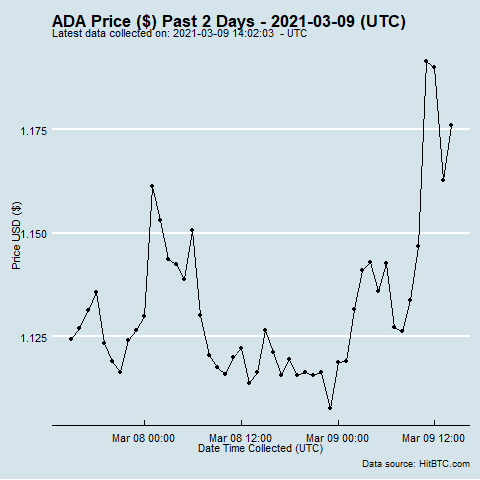 ADA Price ($) Past 2 Days - 2021-03-09 (UTC)
Latest data collected on: 2021-03-09 14:02:03 - UTC
1.175
1.150
1.125
Price USD ($)
Mar 08 00:00 Mar 08 12:00 Mar 09 00:00 Mar 09 12:00
Date Time Collected (UTC)
Data source: HitBTC.com